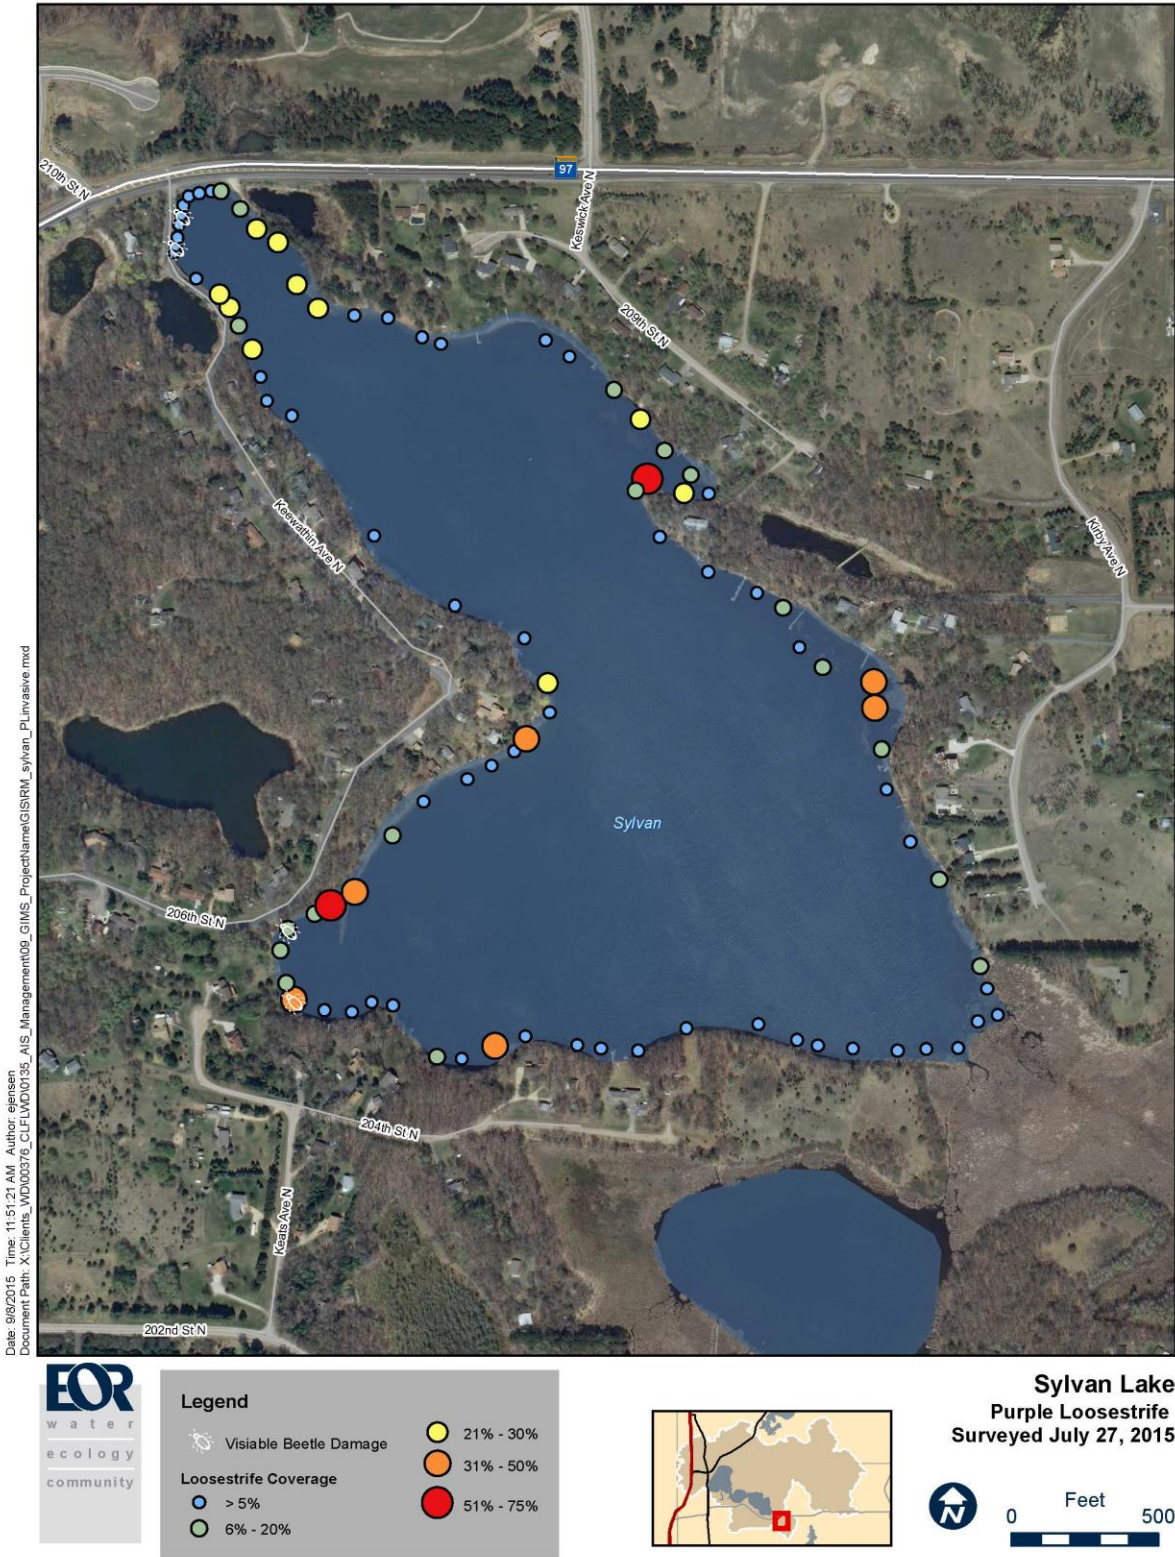 210th St N
97
Keswick Ave N
209th St N
Keewathin Ave N
Kirby Ave N
Sylvan
206th St N
204th St N
Keats Ave N
202nd St N
Date: 9/8/2015 Time: 11:51:21 AM Author: ejensen
Document Path: X:\Clients_WD\00376_CLFLWD\0135_AIS_Management\09_GIMS_ProjectName\GIS\RM_sylvan_PLinvasive.mxd
EOR
water
ecology
community
Legend
Visiable Beetle Damage
Loosestrife Coverage
> 5%
6% - 20%
21% - 30%
31% - 50%
51% - 75%
Sylvan Lake
Purple Loosestrife
Surveyed July 27, 2015
N
Feet
0 500